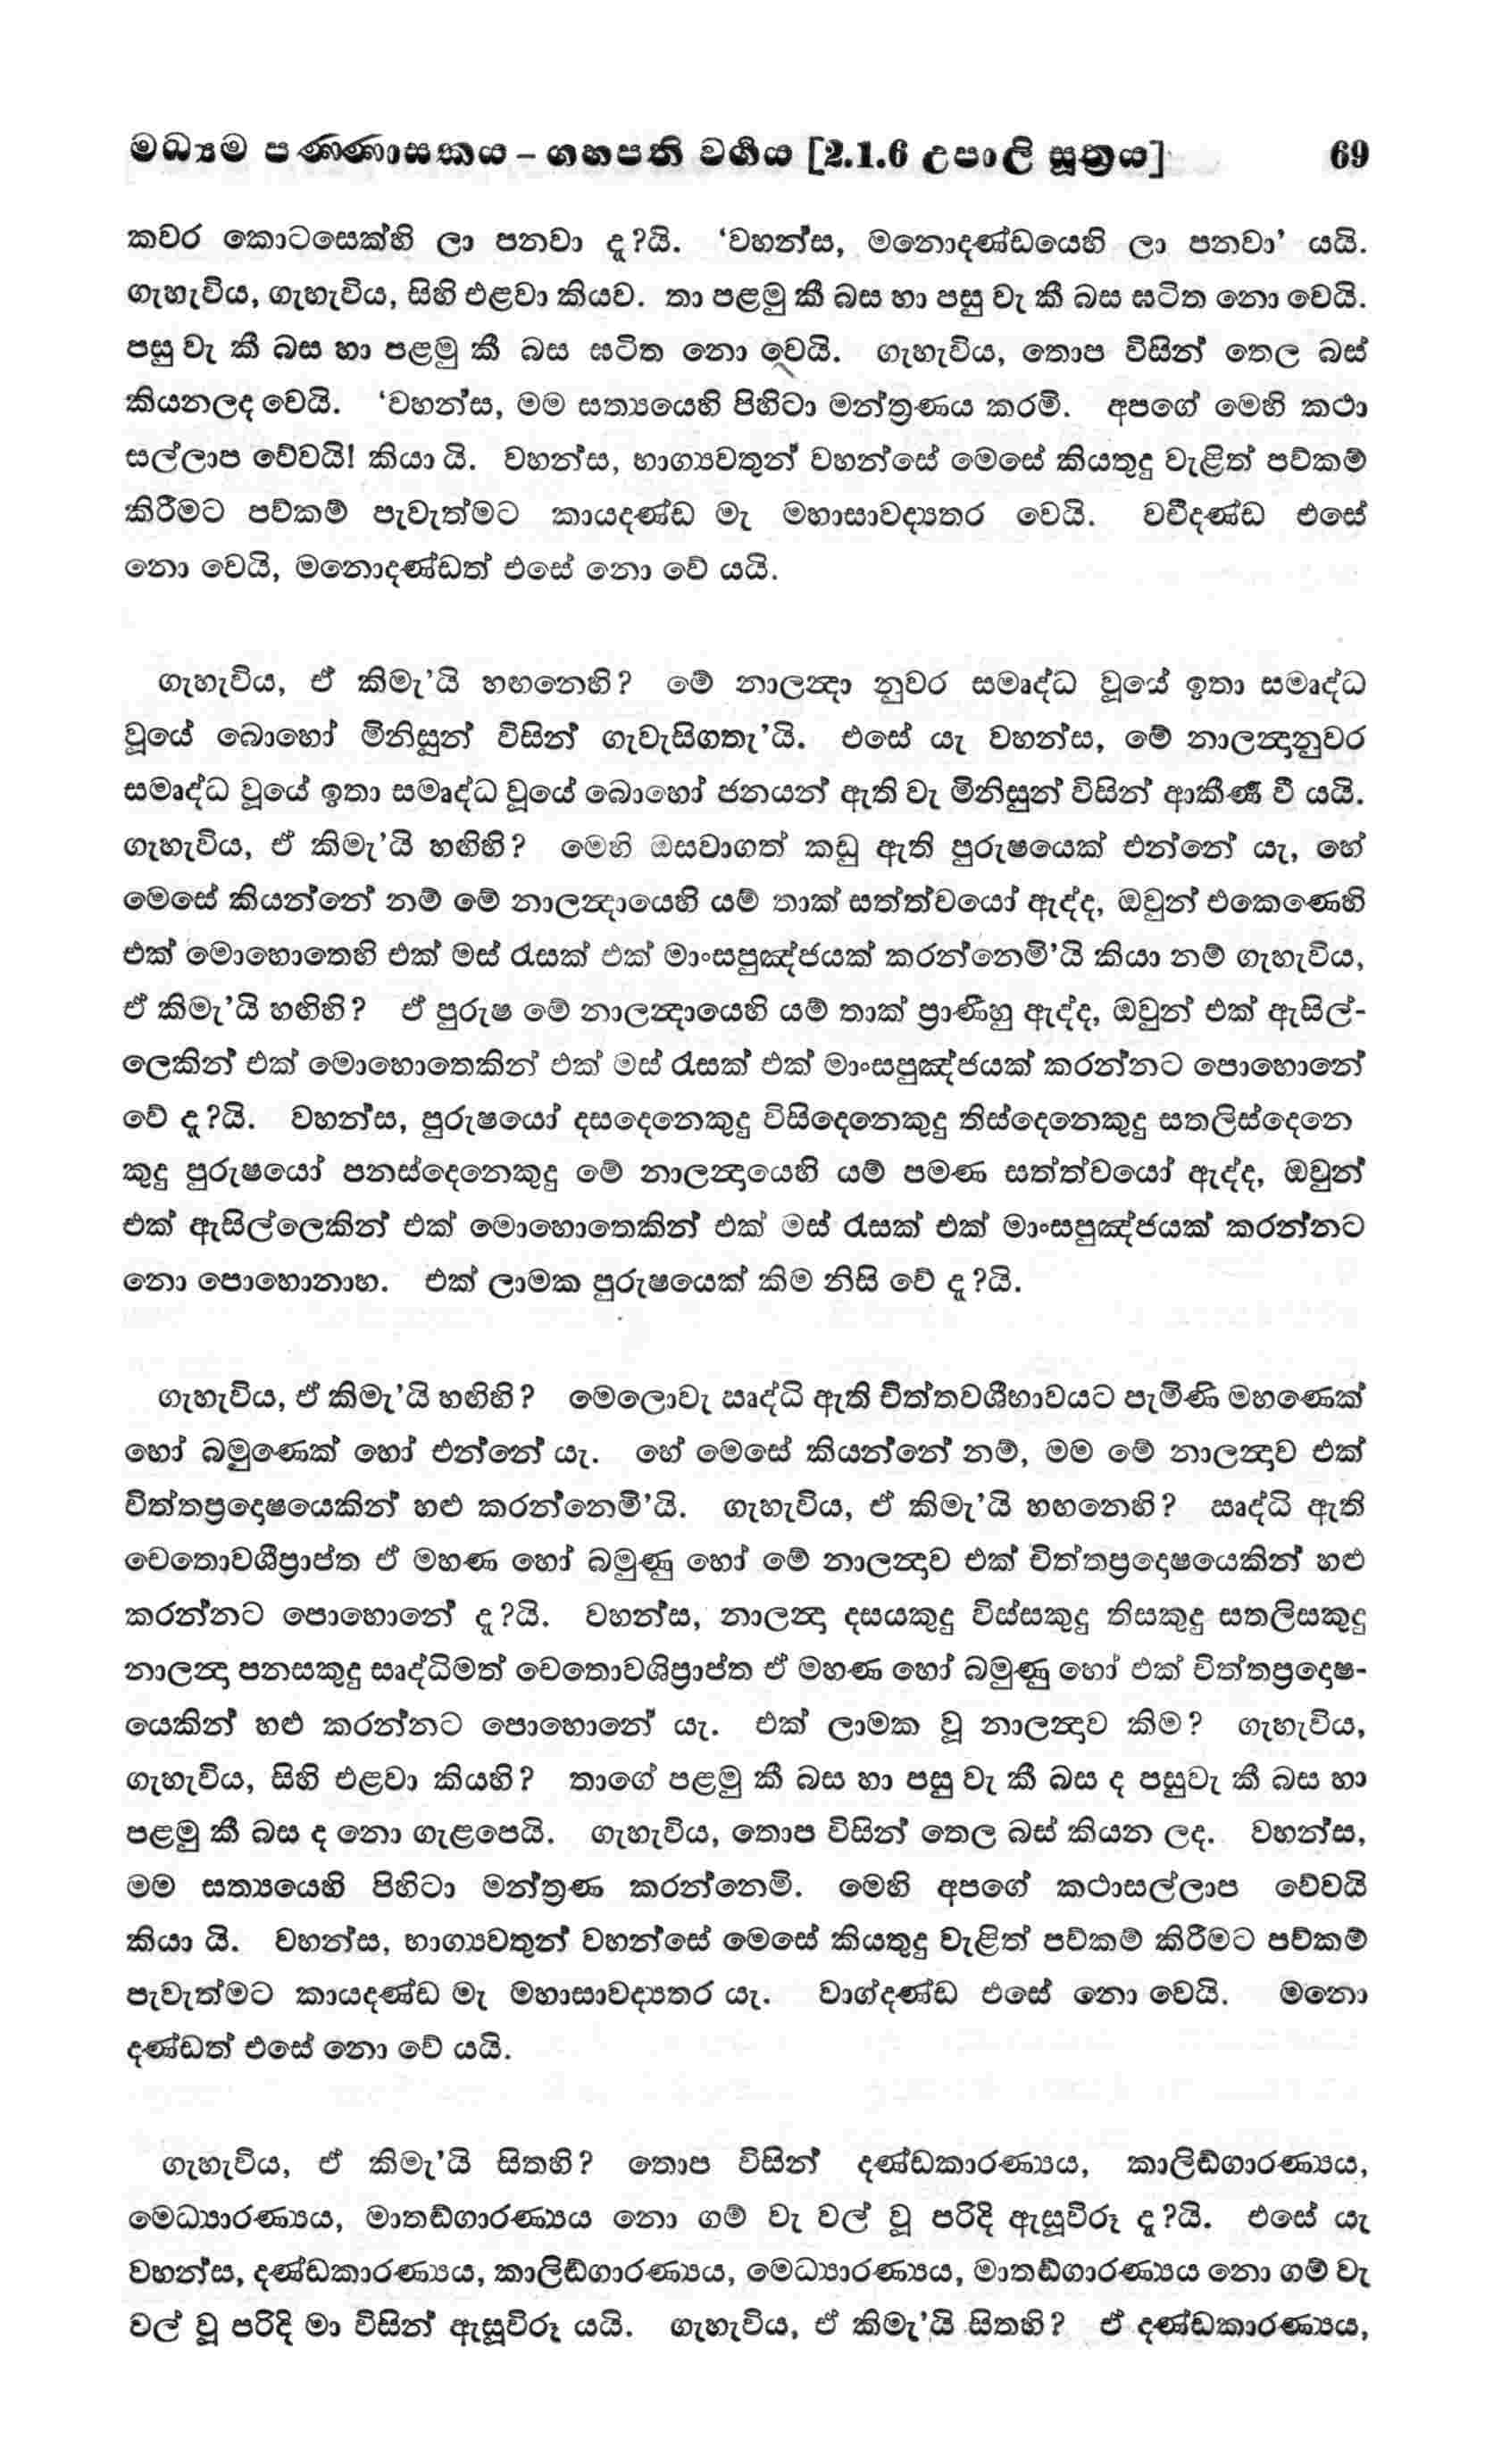 මධ්‍යම පණ්ණාසකය – ගහපති වර්‍ගය [2.1.6 උපාලි සූත්‍රය] 69
කවර කොටසෙක්හි ලා පනවා දැ?යි. ‘වහන්ස, මනොදණ්ඩයෙහි ලා පනවා’ යයි.
ගැහැවිය, ගැහැවිය, සිහි එළවා කියව. තා පළමු කී බස හා පසු වැ කී බස ඝටිත නො වෙයි.
පසු වැ කී බස හා පළමු කී බස ඝටිත නො වෙයි. ගැහැවිය, තොප විසින් තෙල බස්
කියනලද වෙයි. ‘වහන්ස, මම සත්‍යයෙහි පිහිටා මන්ත්‍රණය කරමි. අපගේ මෙහි කථා
සල්ලාප වේවයි! කියා යි. වහන්ස, භාග්‍යවතුන් වහන්සේ මෙසේ කියතුදු වැළිත් පව්කම්
කිරීමට පව්කම් පැවැත්මට කායදණ්ඩ මැ මහාසාවද්‍යතර වෙයි. වචීදණ්ඩ එසේ
නො වෙයි, මනොදණ්ඩත් එසේ නො වේ යයි.
ගැහැවිය, ඒ කිමැ’යි හඟනෙහි? මේ නාලන්‍දා නුවර සමෘද්ධ වූයේ ඉතා සමෘද්ධ
වූයේ බොහෝ මිනිසුන් විසින් ගැවැසිගතැ’යි. එසේ යැ වහන්ස, මේ නාලන්‍දානුවර
සමෘද්ධ වූයේ ඉතා සමෘද්ධ වූයේ බොහෝ ජනයන් ඇති වැ මිනිසුන් විසින් ආකීර්‍ණ වී යයි.
ගැහැවිය, ඒ කිමැ’යි හඟිහි? මෙහි ඔසවාගත් කඩු ඇති පුරුෂයෙක් එන්නේ යැ, හේ
මෙසේ කියන්නේ නම් මේ නාලන්‍දායෙහි යම් තාක් සත්ත්වයෝ ඇද්ද, ඔවුන් එකෙණෙහි
එක් මොහොතෙහි එක් මස් රැසක් එක් මාංසපුඤ්ජයක් කරන්නෙමි’යි කියා නම් ගැහැවිය,
ඒ කිමැ’යි හඟිහි? ඒ පුරුෂ මේ නාලන්‍දායෙහි යම් තාක් ප්‍රාණීහු ඇද්ද, ඔවුන් එක් ඇසිල්-
ලෙකින් එක් මොහොතෙකින් එක් මස් රැසක් එක් මාංසපුඤ්ජයක් කරන්නට පොහොනේ
වේ දැ?යි. වහන්ස, පුරුෂයෝ දසදෙනෙකුදු විසිදෙනෙකුදු තිස්දෙනෙකුදු සතලිස්දෙනෙ
කුදු පුරුෂයෝ පනස්දෙනෙකුදු මේ නාලන්‍දායෙහි යම් පමණ සත්ත්වයෝ ඇද්ද, ඔවුන්
එක් ඇසිල්ලෙකින් එක් මොහොතෙකින් එක් මස් රැසක් එක් මාංසපුඤ්ජයක් කරන්නට
නො පොහොනාහ. එක් ලාමක පුරුෂයෙක් කිම නිසි වේ දැ?යි.
ගැහැවිය, ඒ කිමැ’යි හඟිහි? මෙලොවැ ඍද්ධි ඇති චිත්තවශීභාවයට පැමිණි මහණෙක්
හෝ බමුණෙක් හෝ එන්නේ යැ. හේ මෙසේ කියන්නේ නම්, මම මේ නාලන්‍දාව එක්
චිත්තප්‍රදොෂයෙකින් හළු කරන්නෙමි’යි. ගැහැවිය, ඒ කිමැ’යි හඟනෙහි? ඍද්ධි ඇති
චෙතොවශීප්‍රාප්ත ඒ මහණ හෝ බමුණු හෝ මේ නාලන්‍දාව එක් චිත්තප්‍රදොෂයෙකින් හළු
කරන්නට පොහොනේ දැ?යි. වහන්ස, නාලන්‍දා දසයකුදු විස්සකුදු තිසකුදු සතලිසකුදු
නාලන්‍දා පනසකුදු සෘද්ධිමත් චෙතොවශිප්‍රාප්ත ඒ මහණ හෝ බමුණු හෝ එක් චිත්තප්‍රදොෂ-
යෙකින් හළු කරන්නට පොහොනේ යැ. එක් ලාමක වූ නාලන්‍දාව කිම? ගැහැවිය,
ගැහැවිය, සිහි එළවා කියහි? තාගේ පළමු කී බස හා පසු වැ කී බස ද පසුවැ කී බස හා
පළමු කී බස ද නො ගැළපෙයි. ගැහැවිය, තොප විසින් තෙල බස් කියන ලද. වහන්ස,
මම සත්‍යයෙහි පිහිටා මන්ත්‍රණ කරන්නෙමි. මෙහි අපගේ කථාසල්ලාප වේවයි
කියා යි. වහන්ස, භාග්‍යවතුන් වහන්සේ මෙසේ කියතුදු වැළිත් පව්කම් කිරීමට පව්කම්
පැවැත්මට කායදණ්ඩ මැ මහාසාවද්‍යතර යැ. වාග්දණ්ඩ එසේ නො වෙයි. මනො
දණ්ඩත් එසේ නො වේ යයි.
ගැහැවිය, ඒ කිමැ’යි සිතහි? තොප විසින් දණ්ඩකාරණ්‍යය, කාලිඞ්ගාරණ්‍යය,
මෙධ්‍යාරණ්‍යය, මාතඞ්ගාරණ්‍යය නො ගම් වැ වල් වූ පරිදි ඇසූවිරූ දැ?යි. එසේ යැ
වහන්ස, දණ්ඩකාරණ්‍යය, කාලිඞ්ගාරණ්‍යය, මෙධ්‍යාරණ්‍යය, මාතඞ්ගාරණ්‍යය නො ගම් වැ
වල් වූ පරිදි මා විසින් ඇසූවිරූ යයි. ගැහැවිය, ඒ කිමැ’යි සිතහි? ඒ දණ්ඩකාරණ්‍යය,